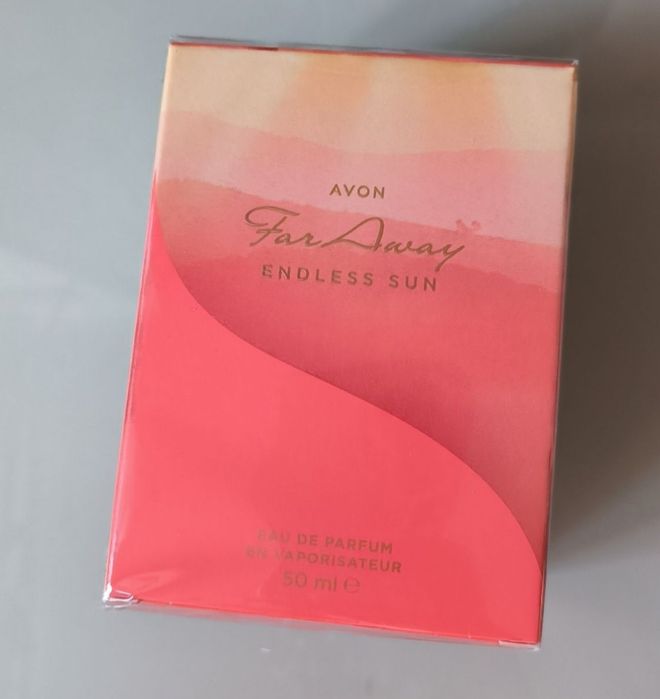 AVON
Far Away
ENDLESS SUN
EAU DE PARFUM
EN VAPORISATEUR
50 ml ℮